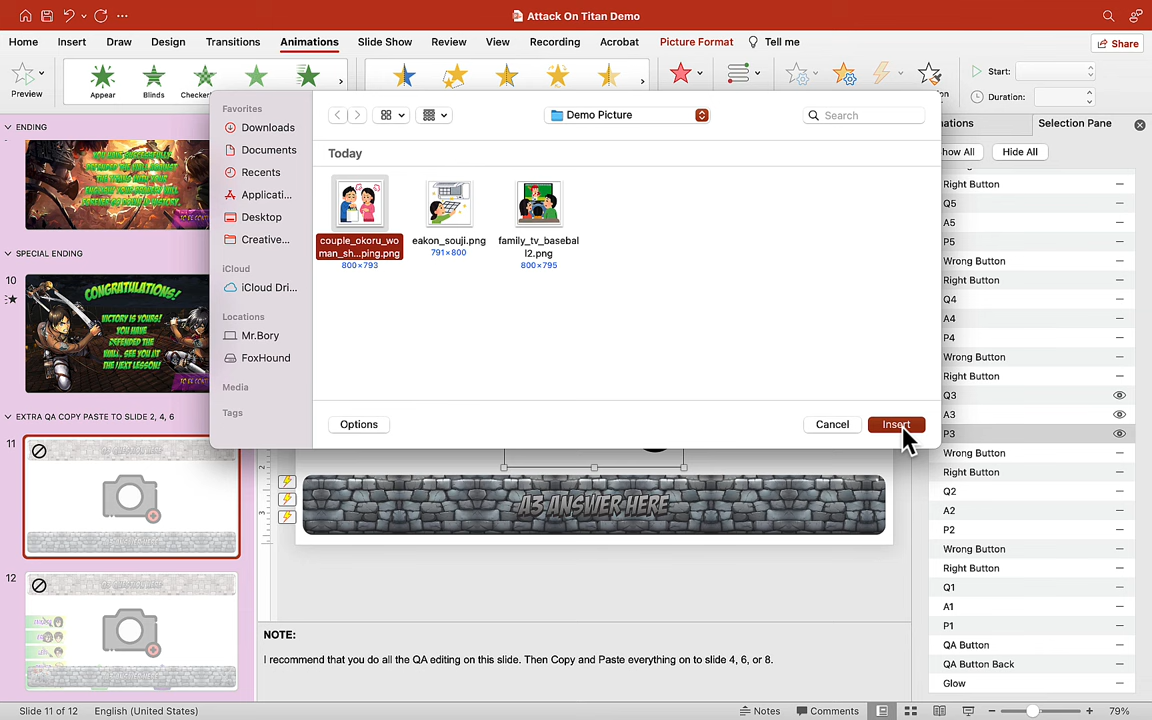 Attack On Titan Demo
Home Insert Draw Design Transitions Animations Slide Show Review View Recording Acrobat Picture Format Tell me
Share
Preview
Appear Blinds
Start:
Duration:
Favorites
Downloads
Documents
Recents
Applicati...
Desktop
Creative...
iCloud
iCloud Dri...
Locations
Mr.Bory
FoxHound
Media
Tags
Demo Picture
Search
Today
couple_okoru_wo
man_sh...ping.png
800×793
eakon_souji.png
791×800
family_tv_basebal
l2.png
800×795
Options
Cancel
Insert
ENDING
YOU HAVE SUCCESSFULLY
DEFENDED THE WALL AGAINST
SPECIAL ENDING
10
CONGRATULATIONS!
VICTORY IS YOURS!
YOU HAVE
DEFENDED THE
WALL. SEE YOU AT
THE NEXT LESSON!
EXTRA QA COPY PASTE TO SLIDE 2, 4, 6
11
12
Selection Pane
Hide All
Right Button
Q5
A5
P5
Wrong Button
Right Button
Q4
A4
P4
Wrong Button
Right Button
Q3
A3
P3
Wrong Button
Right Button
Q2
A2
P2
Wrong Button
Right Button
Q1
A1
P1
QA Button
QA Button Back
Glow
2
3
A3 ANSWER HERE
NOTE:
I recommend that you do all the QA editing on this slide. Then Copy and Paste everything on to slide 4, 6, or 8.
Slide 11 of 12 English (United States)
Notes Comments
79%